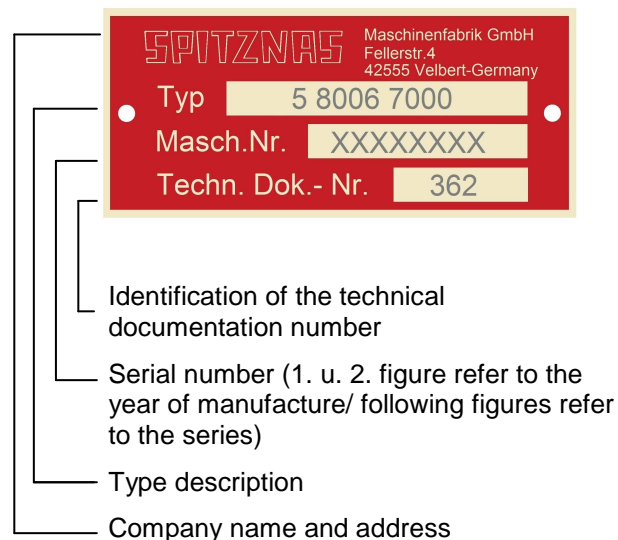 SPITZNAS
Maschinenfabrik GmbH
Fellerstr.4
42555 Velbert-Germany
Typ 5 8006 7000
Masch.Nr. XXXXXXXX
Techn. Dok.- Nr. 362
Identification of the technical
documentation number
Serial number (1. u. 2. figure refer to the
year of manufacture/ following figures refer
to the series)
Type description
Company name and address